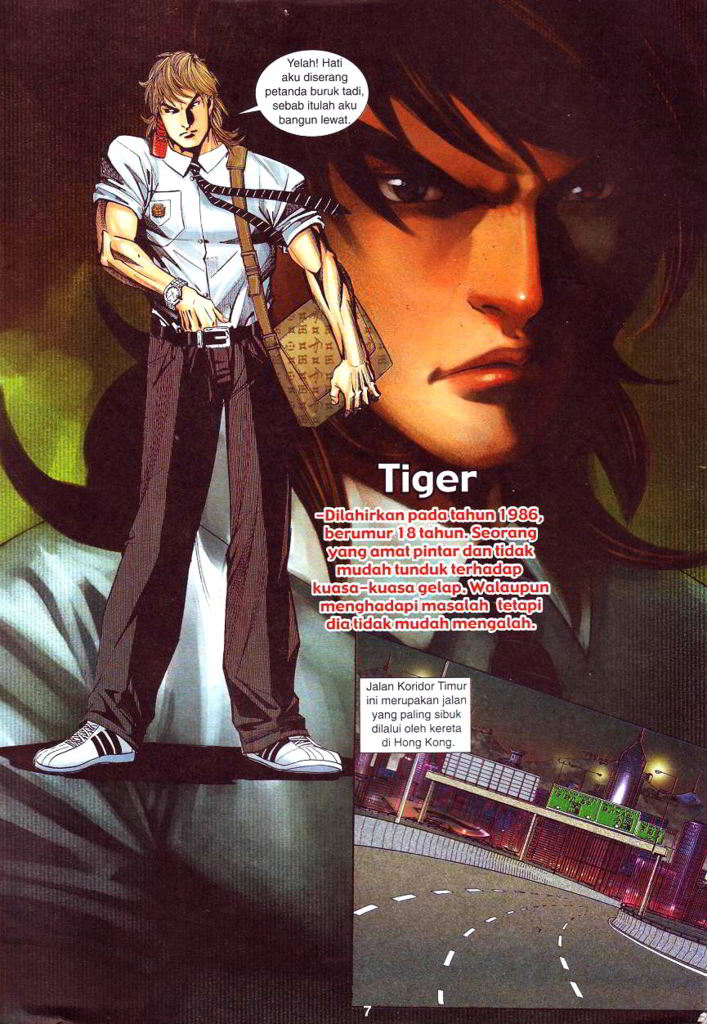 Yelah! Hati
aku diserang
petanda buruk tadi,
sebab itulah aku
bangun lewat.
Tiger
-Dilahirkan pada tahun 1986,
berumur 18 tahun. Seorang
yang amat pintar dan tidak
mudah tunduk terhadap
kuasa-kuasa gelap. Walaupun
menghadapi masalah tetapi
dia tidak mudah mengalah.
Jalan Koridor Timur
ini merupakan jalan
yang paling sibuk
dilalui oleh kereta
di Hong Kong.
7